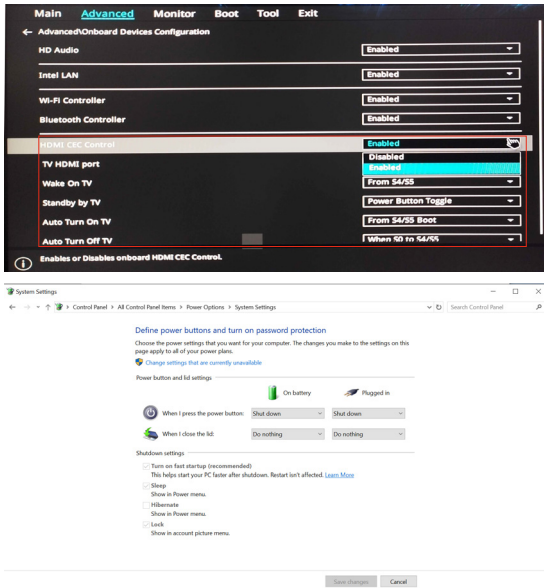 Main Advanced Monitor Boot Tool Exit
← Advanced\Onboard Devices Configuration
HD Audio Enabled
Intel LAN Enabled
Wi-Fi Controller Enabled
Bluetooth Controller Enabled
HDMI CEC Control Enabled
Disabled
TV HDMI port Enabled
Wake On TV From S4/S5
Standby by TV Power Button Toggle
Auto Turn On TV From S4/S5 Boot
Auto Turn Off TV When S0 to S4/S5
Enables or Disables onboard HDMI CEC Control.
System Settings
Control Panel > All Control Panel Items > Power Options > System Settings Search Control Panel
Define power buttons and turn on password protection
Choose the power settings that you want for your computer. The changes you make to the settings on this
page apply to all of your power plans.
Change settings that are currently unavailable
Power button and lid settings
On battery Plugged in
When I press the power button: Shut down Shut down
When I close the lid: Do nothing Do nothing
Shutdown settings
Turn on fast startup (recommended)
This helps start your PC faster after shutdown. Restart isn't affected. Learn More
Sleep
Show in Power menu.
Hibernate
Show in Power menu.
Lock
Show in account picture menu.
Save changes Cancel